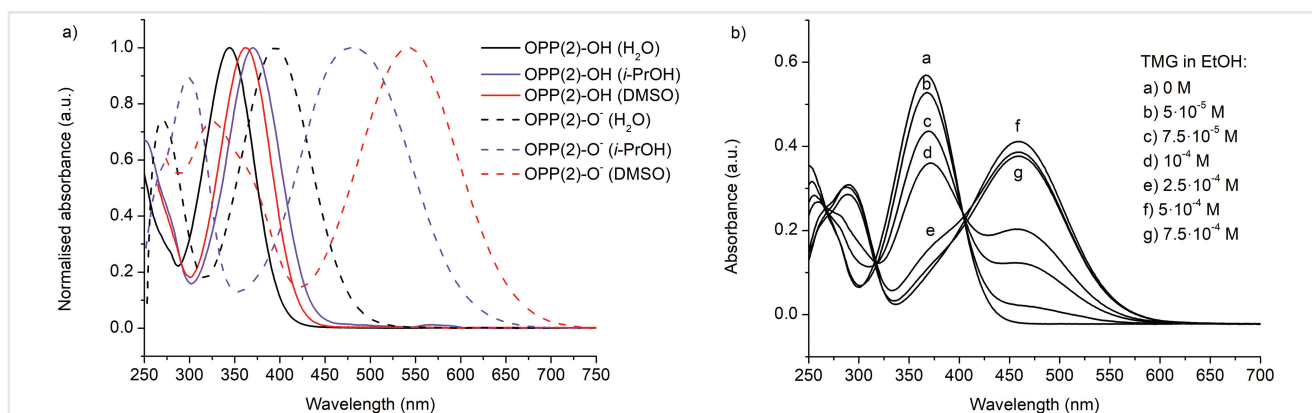 a)
Normalised absorbance (a.u.)
1.0
0.8
0.6
0.4
0.2
0.0
250 300 350 400 450 500 550 600 650 700 750
Wavelength (nm)
OPP(2)-OH (H₂O)
OPP(2)-OH (i-PrOH)
OPP(2)-OH (DMSO)
OPP(2)-O⁻ (H₂O)
OPP(2)-O⁻ (i-PrOH)
OPP(2)-O⁻ (DMSO)
b)
Absorbance (a.u.)
0.6
0.4
0.2
0.0
250 300 350 400 450 500 550 600 650 700
Wavelength (nm)
a
b
c
d
e
f
g
TMG in EtOH:
a) 0 M
b) 5·10⁻⁵ M
c) 7.5·10⁻⁵ M
d) 10⁻⁴ M
e) 2.5·10⁻⁴ M
f) 5·10⁻⁴ M
g) 7.5·10⁻⁴ M